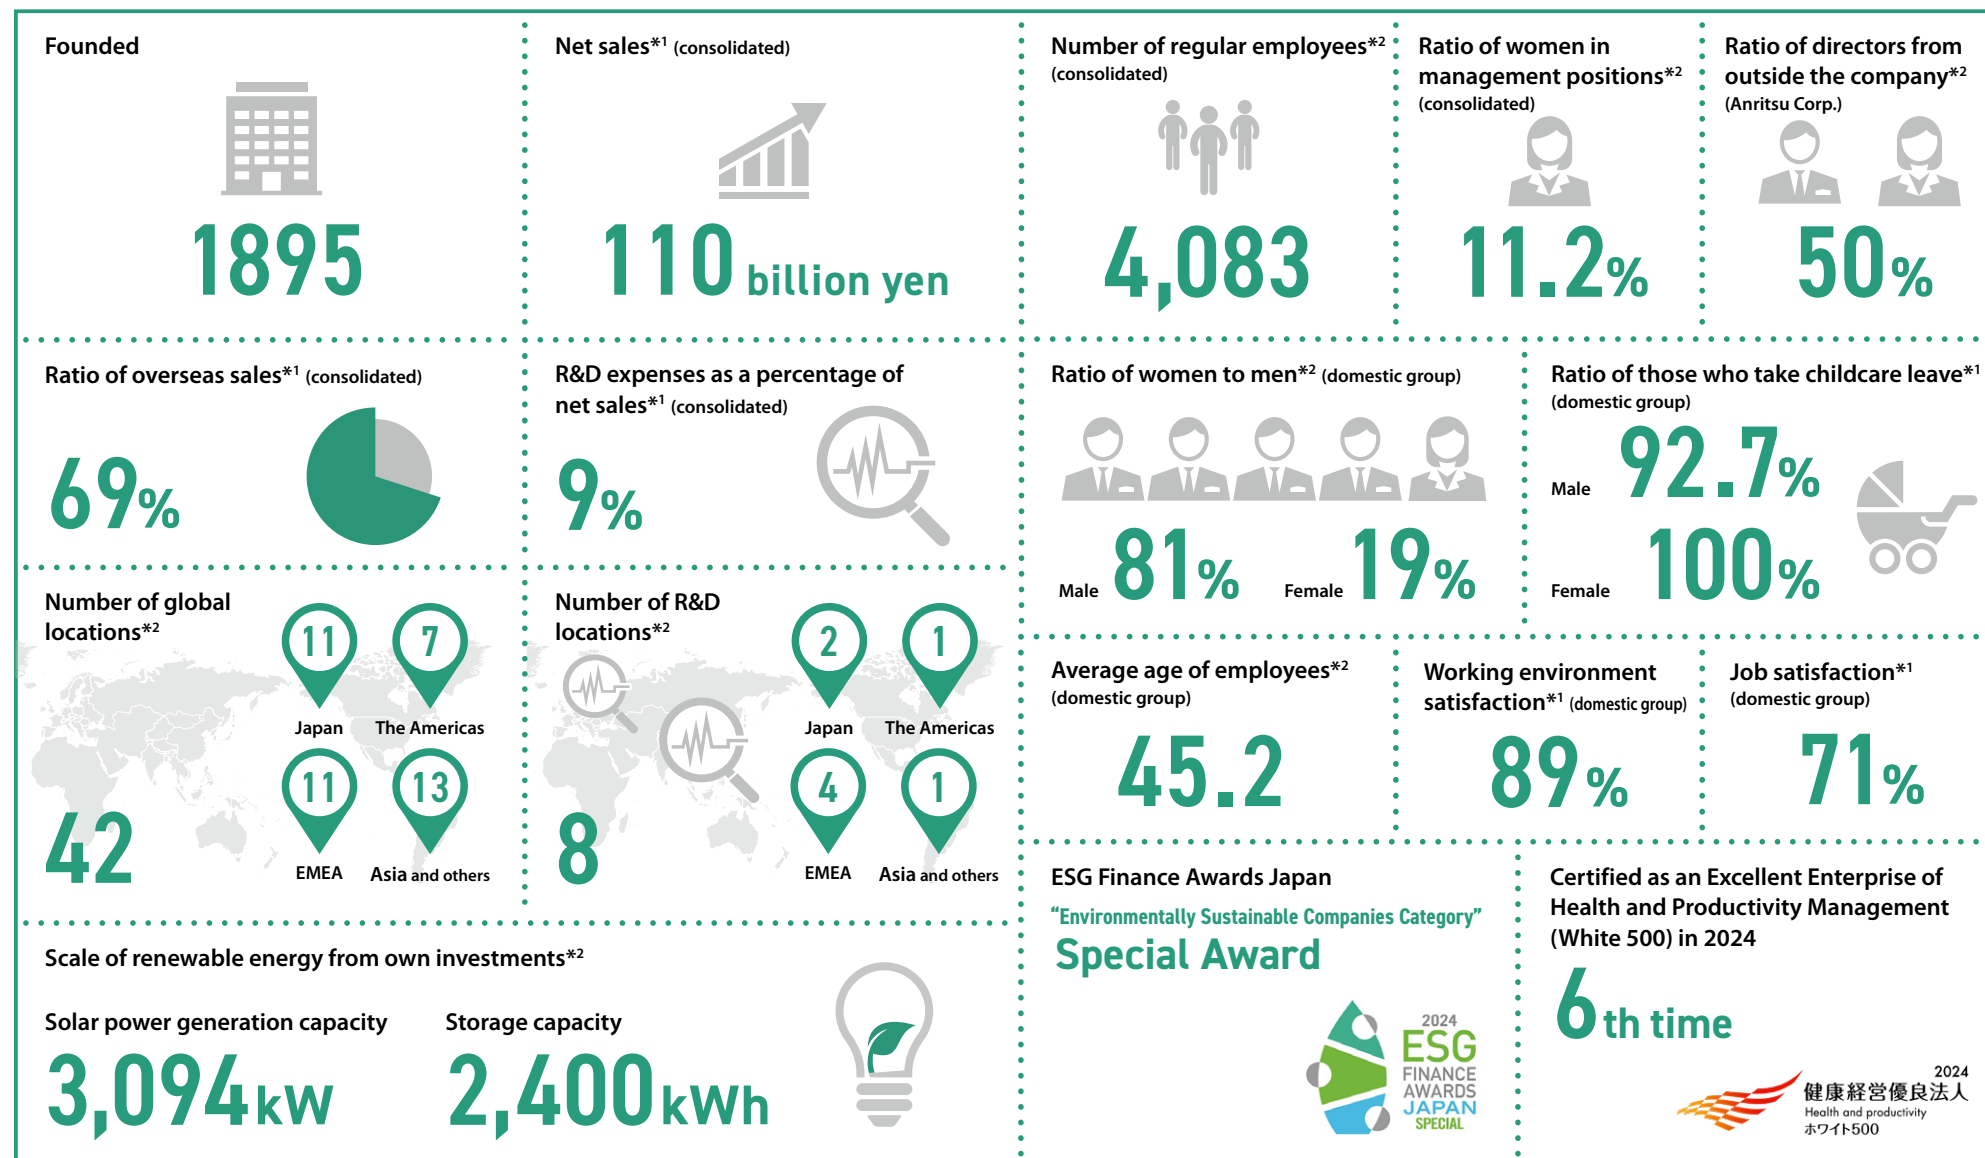 Founded
1895
Net sales*1 (consolidated)
110 billion yen
Number of regular employees*2
(consolidated)
4,083
Ratio of women in
management positions*2
(consolidated)
11.2%
Ratio of directors from
outside the company*2
(Anritsu Corp.)
50%
Ratio of overseas sales*1 (consolidated)
69%
R&D expenses as a percentage of
net sales*1 (consolidated)
9%
Ratio of women to men*2 (domestic group)
Male 81% Female 19%
Ratio of those who take childcare leave*1
(domestic group)
Male 92.7%
Female 100%
Number of global
locations*2
11 7
Japan The Americas
11 13
EMEA Asia and others
42
Number of R&D
locations*2
2 1
Japan The Americas
4 1
EMEA Asia and others
8
Average age of employees*2
(domestic group)
45.2
Working environment
satisfaction*1 (domestic group)
89%
Job satisfaction*1
(domestic group)
71%
Scale of renewable energy from own investments*2
Solar power generation capacity
3,094kW
Storage capacity
2,400kWh
ESG Finance Awards Japan
“Environmentally Sustainable Companies Category”
Special Award
2024
ESG
FINANCE
AWARDS
JAPAN
SPECIAL
Certified as an Excellent Enterprise of
Health and Productivity Management
(White 500) in 2024
6th time
2024
健康経営優良法人
Health and productivity
ホワイト500